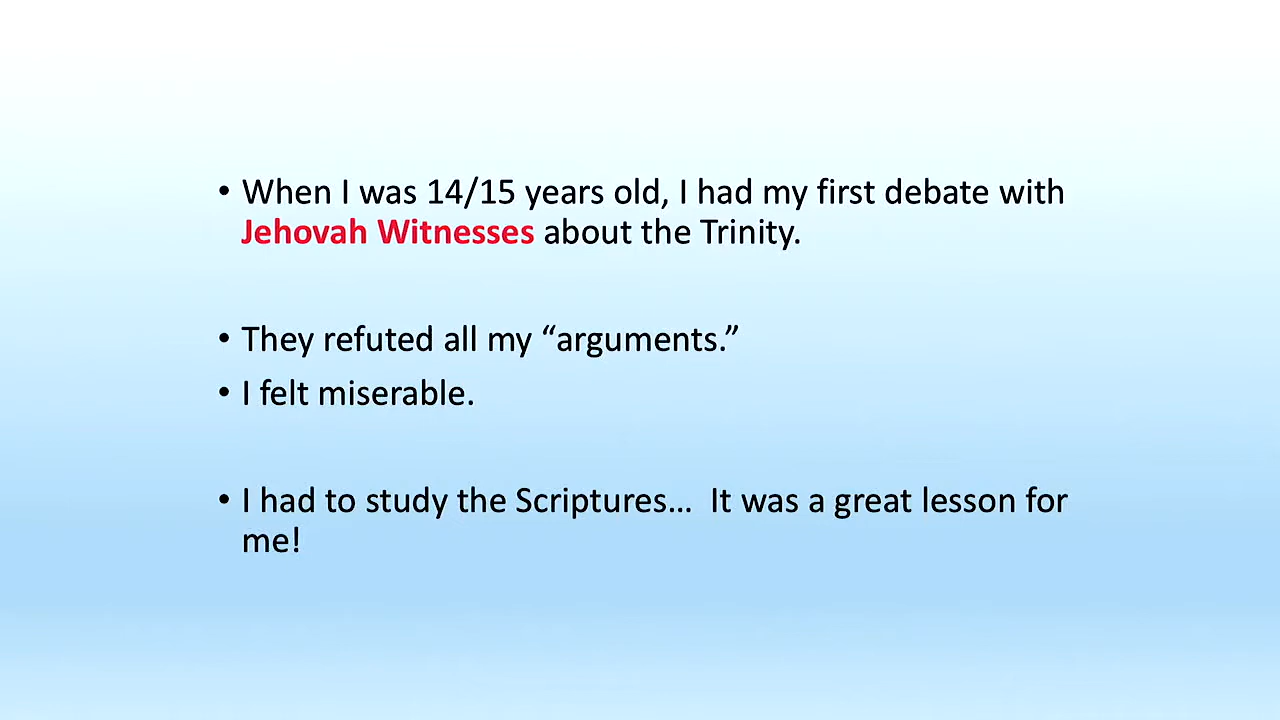 • When I was 14/15 years old, I had my first debate with
Jehovah Witnesses about the Trinity.
• They refuted all my “arguments.”
• I felt miserable.
• I had to study the Scriptures...  It was a great lesson for
me!